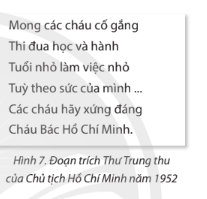 Mong các cháu cố gắng
Thi đua học và hành
Tuổi nhỏ làm việc nhỏ
Tuỳ theo sức của mình ...
Các cháu hãy xứng đáng
Cháu Bác Hồ Chí Minh.
Hình 7. Đoạn trích Thư Trung thu
của Chủ tịch Hồ Chí Minh năm 1952